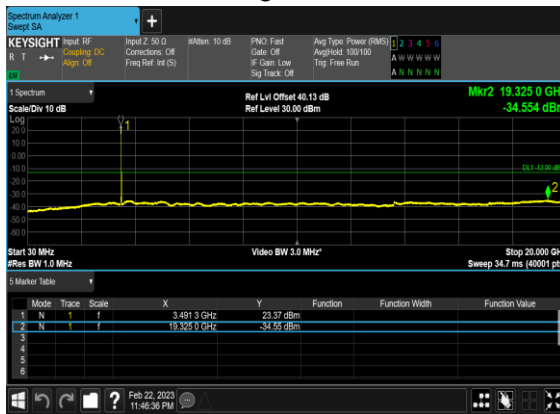 Spectrum Analyzer 1
Swept SA
+
KEYSIGHT Input: RF Input Z: 50 Ω #Atten: 10 dB PNO: Fast Avg Type: Power (RMS) 1 2 3 4 5 6
R T Coupling: DC Corrections: Off Gate: Off Avg|Hold: 100/100 A W W W W W
Align: Off Freq Ref: Int (S) IF Gain: Low Trig: Free Run
Sig Track: Off A N N N N N
1 Spectrum
Ref Lvl Offset 40.13 dB Mkr2 19.325 0 GH
Scale/Div 10 dB Ref Level 30.00 dBm -34.554 dB
Log
20.0
1
10.0
0.00
-10.0
DL1 -13.00 dB
-20.0
2
-30.0
-40.0
-50.0
-60.0
Start 30 MHz Video BW 3.0 MHz* Stop 20.000 G
#Res BW 1.0 MHz Sweep 34.7 ms (40001 pt
5 Marker Table
Mode Trace Scale X Y Function Function Width Function Value
1 N 1 f 3.491 3 GHz 23.37 dBm
2 N 1 f 19.325 0 GHz -34.55 dBm
3
4
5
6
? Feb 22, 2023
11:46:36 PM